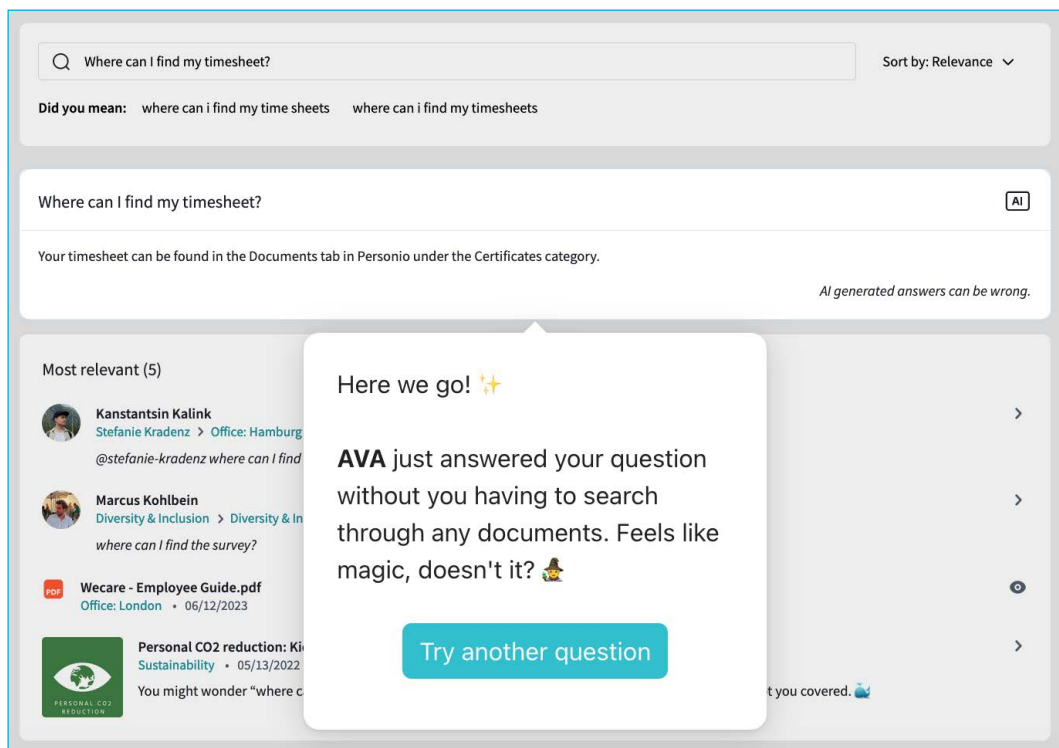 Where can I find my timesheet?
Sort by: Relevance
Did you mean: where can i find my time sheets where can i find my timesheets
Where can I find my timesheet?
AI
Your timesheet can be found in the Documents tab in Personio under the Certificates category.
AI generated answers can be wrong.
Most relevant (5)
Kanstantsin Kalink
Stefanie Kradenz > Office: Hamburg
@stefanie-kradenz where can I find
Marcus Kohlbein
Diversity & Inclusion > Diversity & In
where can I find the survey?
PDF
Wecare - Employee Guide.pdf
Office: London • 06/12/2023
PERSONAL CO2
REDUCTION
Personal CO2 reduction: Ki
Sustainability • 05/13/2022
You might wonder “where c
t you covered. 🐳
Here we go! ✨
AVA just answered your question
without you having to search
through any documents. Feels like
magic, doesn't it? 🧙
Try another question